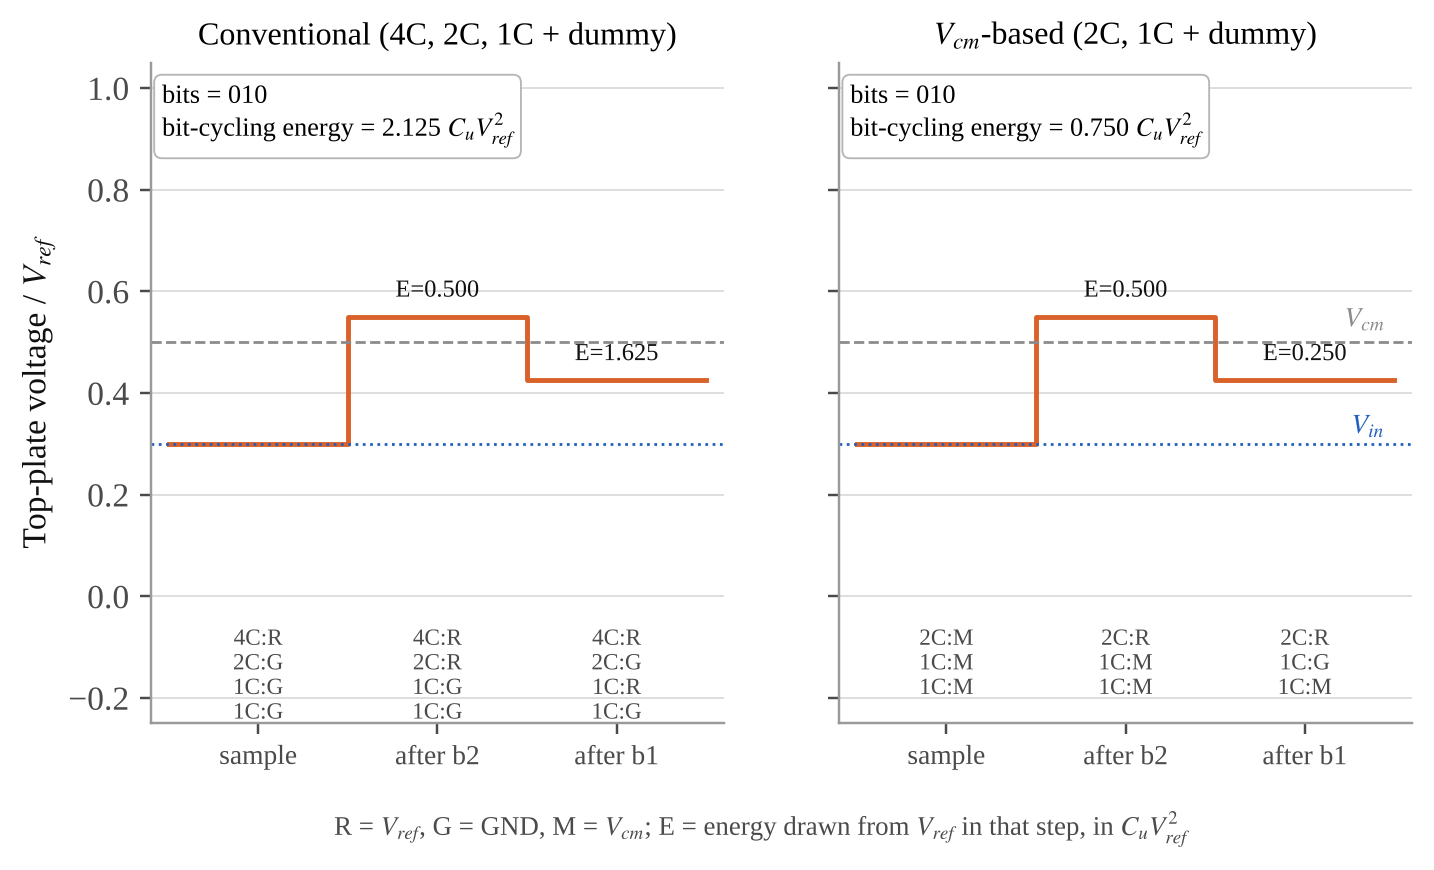 Conventional (4C, 2C, 1C + dummy)
bits = 010
bit-cycling energy = 2.125 CᵤV²ref
Top-plate voltage / Vref
1.0
0.8
0.6
0.4
0.2
0.0
−0.2
E=0.500
E=1.625
4C:R
2C:G
1C:G
1C:G
4C:R
2C:R
1C:G
1C:G
4C:R
2C:G
1C:R
1C:G
sample
after b2
after b1
Vcm-based (2C, 1C + dummy)
bits = 010
bit-cycling energy = 0.750 CᵤV²ref
E=0.500
Vcm
E=0.250
Vin
2C:M
1C:M
1C:M
2C:R
1C:M
1C:M
2C:R
1C:G
1C:M
sample
after b2
after b1
R = Vref, G = GND, M = Vcm; E = energy drawn from Vref in that step, in CᵤV²ref